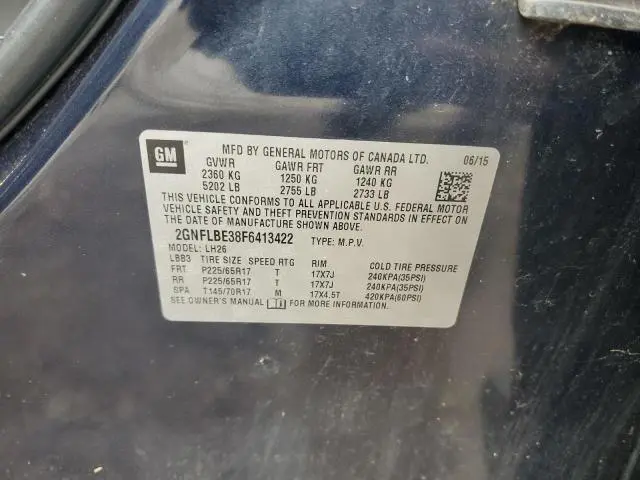 GM
MFD BY GENERAL MOTORS OF CANADA LTD. 06/15
GVWR GAWR FRT GAWR RR
2360 KG 1250 KG 1240 KG
5202 LB 2755 LB 2733 LB
THIS VEHICLE CONFORMS TO ALL APPLICABLE U.S. FEDERAL MOTOR
VEHICLE SAFETY AND THEFT PREVENTION STANDARDS IN EFFECT ON
THE DATE OF MANUFACTURE SHOWN ABOVE.
2GNFLBE38F6413422 TYPE: M.P.V.
MODEL: LH26
LBB3 TIRE SIZE SPEED RTG RIM COLD TIRE PRESSURE
FRT. P225/65R17 T 17X7J 240KPA(35PSI)
RR P225/65R17 T 17X7J 240KPA(35PSI)
SPA. T145/70R17 M 17X4.5T 420KPA(60PSI)
SEE OWNER'S MANUAL FOR MORE INFORMATION.